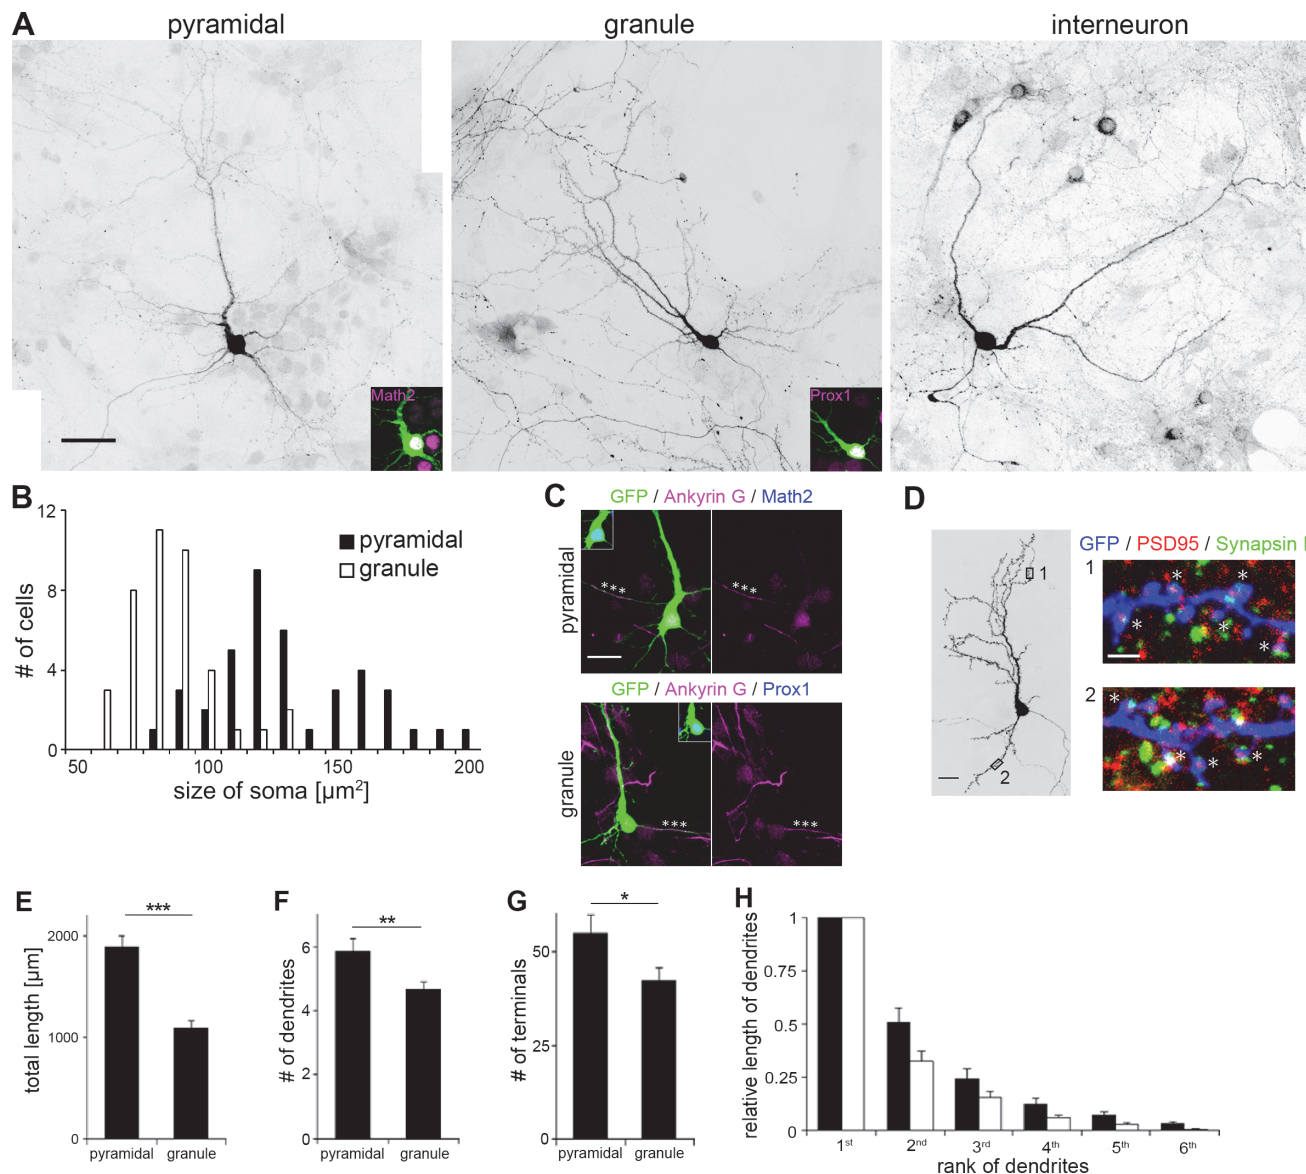 A
pyramidal
granule
interneuron
Math2
Prox1
B
12
8
4
0
# of cells
pyramidal
granule
50
100
150
200
size of soma [µm²]
C
GFP / Ankyrin G / Math2
pyramidal
***
***
GFP / Ankyrin G / Prox1
granule
***
***
D
1
2
GFP / PSD95 / Synapsin I
1
* * * * *
2
* * * *
E
***
total length [µm]
2000
1000
0
pyramidal granule
F
**
# of dendrites
6
4
2
0
pyramidal granule
G
*
# of terminals
50
25
0
pyramidal granule
H
relative length of dendrites
1
0.75
0.5
0.25
0
1st 2nd 3rd 4th 5th 6th
rank of dendrites